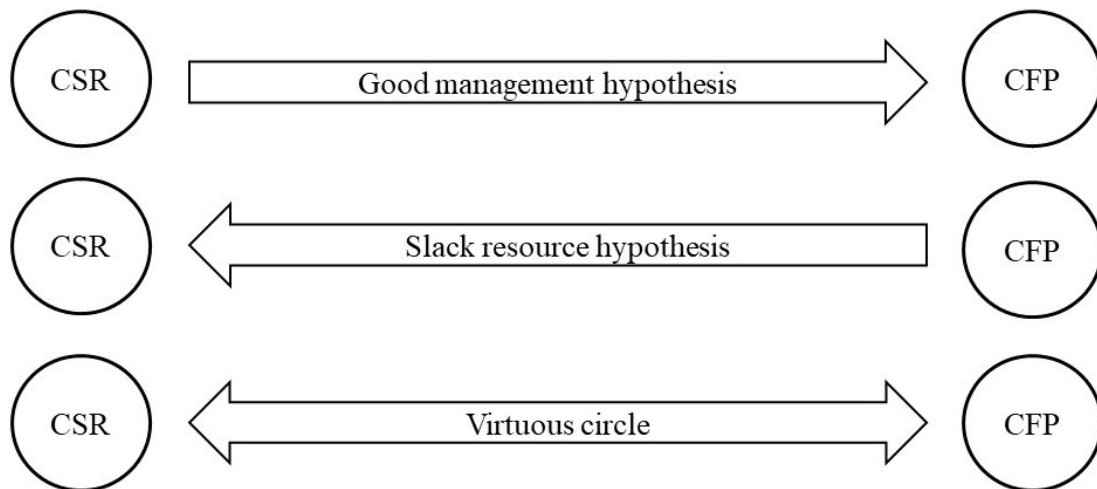 CSR Good management hypothesis CFP
CSR Slack resource hypothesis CFP
CSR Virtuous circle CFP